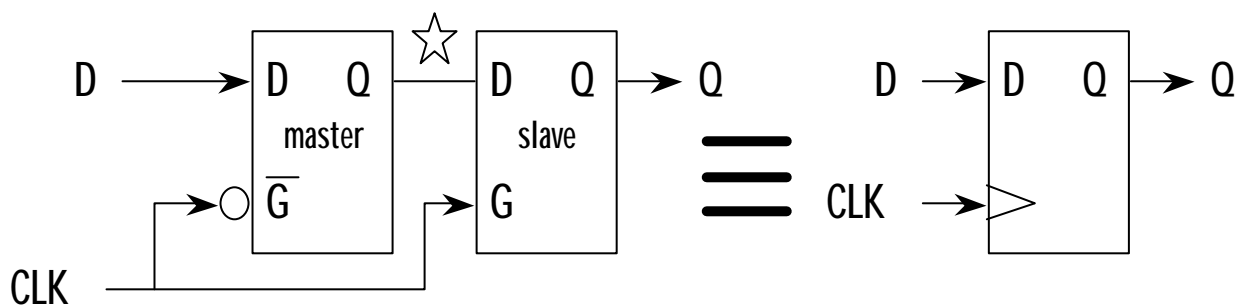 D D Q D Q Q D D Q Q
master slave
G̅ G CLK
CLK